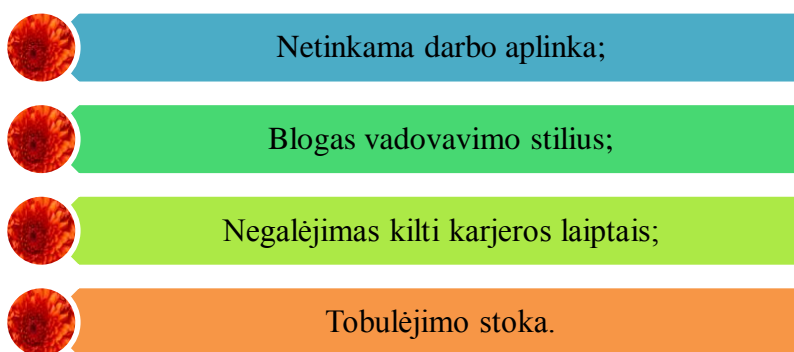 Netinkama darbo aplinka;
Blogas vadovavimo stilius;
Negalėjimas kilti karjeros laiptais;
Tobulėjimo stoka.